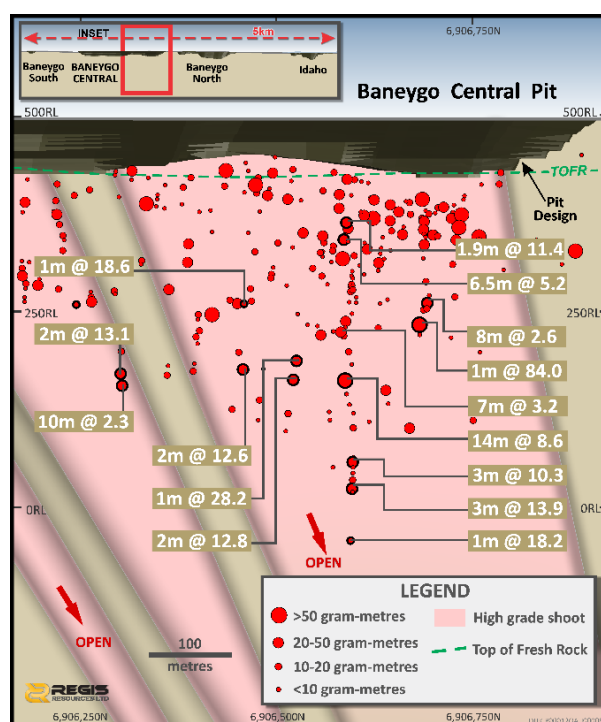 INSET
5km
6,906,750N
Baneygo South
BANEYGO CENTRAL
Baneygo North
Idaho
Baneygo Central Pit
500RL
500RL
TOFR
Pit Design
1.9m @ 11.4
1m @ 18.6
6.5m @ 5.2
250RL
250RL
2m @ 13.1
8m @ 2.6
1m @ 84.0
7m @ 3.2
10m @ 2.3
14m @ 8.6
2m @ 12.6
3m @ 10.3
1m @ 28.2
3m @ 13.9
0RL
0RL
2m @ 12.8
1m @ 18.2
OPEN
OPEN
LEGEND
>50 gram-metres
High grade shoot
20-50 gram-metres
Top of Fresh Rock
10-20 gram-metres
<10 gram-metres
100
metres
REGIS
RESOURCES LTD
6,906,250N
6,906,500N
6,906,750N